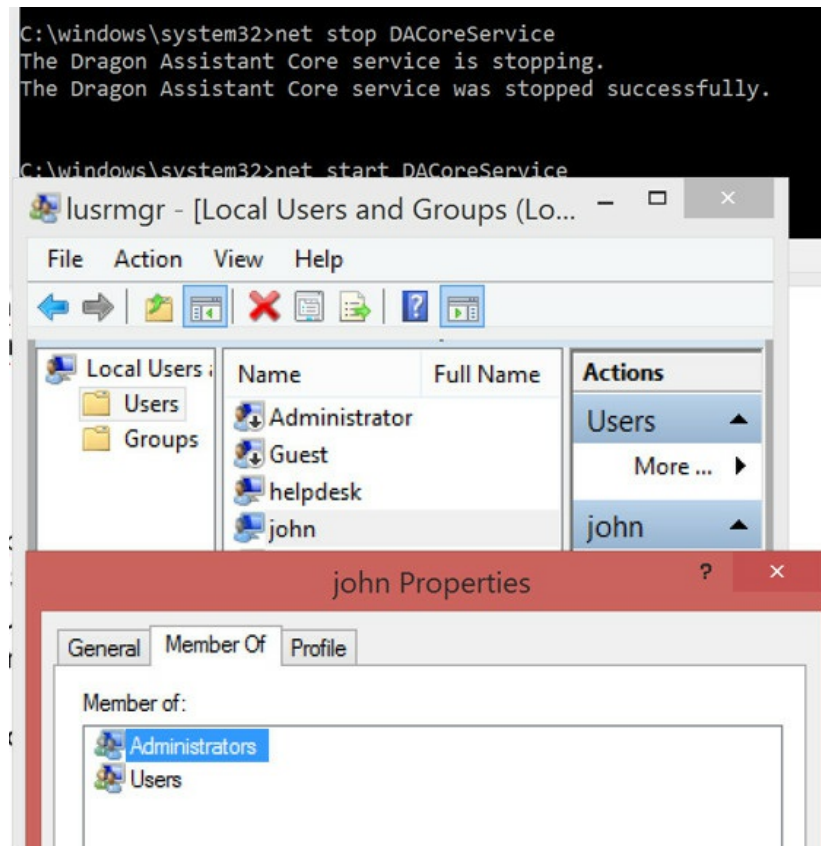 C:\windows\system32>net stop DACoreService
The Dragon Assistant Core service is stopping.
The Dragon Assistant Core service was stopped successfully.
C:\windows\system32>net start DACoreService
lusrmgr - [Local Users and Groups (Lo...
File Action View Help
Local Users
Users
Groups
Name Full Name
Administrator
Guest
helpdesk
john
Actions
Users
More ...
john
john Properties
General Member Of Profile
Member of:
Administrators
Users